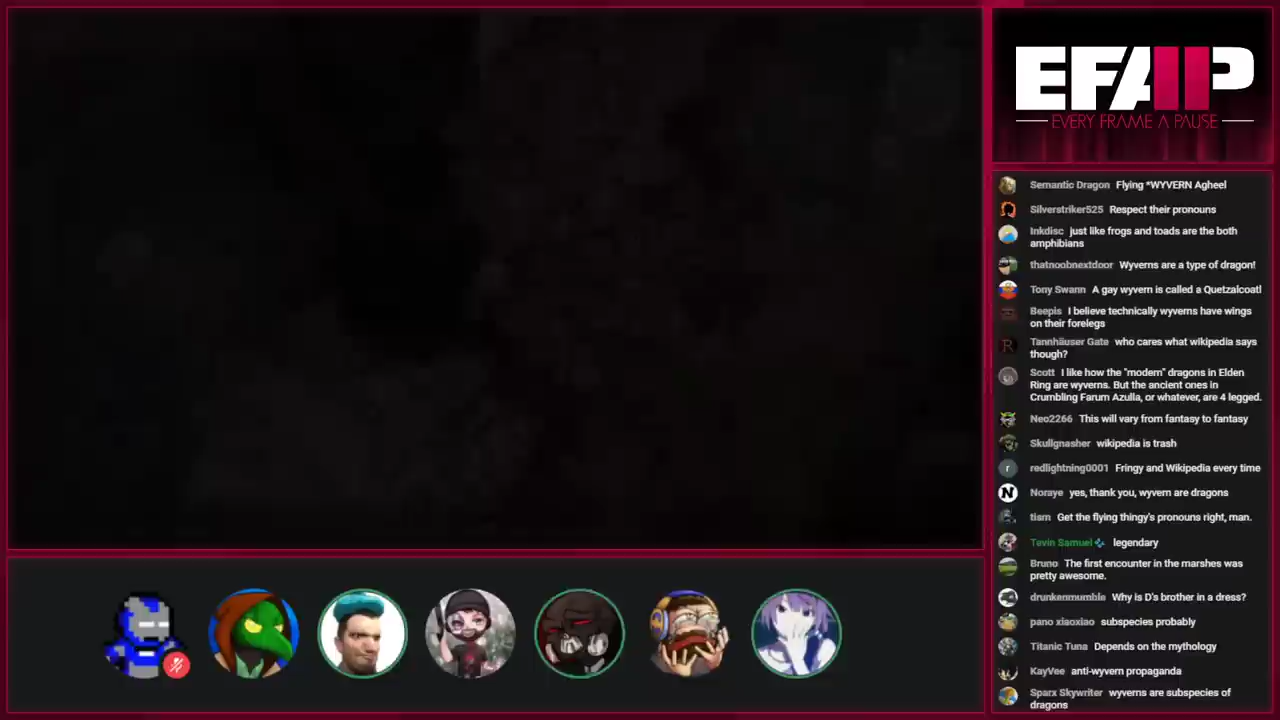 EFAP
EVERY FRAME A PAUSE
Semantic Dragon Flying *WYVERN Agheel
Silverstriker525 Respect their pronouns
Inkdisc just like frogs and toads are the both
amphibians
thatnoobnextdoor Wyverns are a type of dragon!
Tony Swann A gay wyvern is called a Quetzalcoatl
Beepis I believe technically wyverns have wings
on their forelegs
Tannhäuser Gate who cares what wikipedia says
though?
Scott I like how the "modern" dragons in Elden
Ring are wyverns. But the ancient ones in
Crumbling Farum Azulla, or whatever, are 4 legged.
Neo2266 This will vary from fantasy to fantasy
Skullgnasher wikipedia is trash
redlightning0001 Fringy and Wikipedia every time
Noraye yes, thank you, wyvern are dragons
tism Get the flying thingy's pronouns right, man.
Tevin Samuel legendary
Bruno The first encounter in the marshes was
pretty awesome.
drunkenmumble Why is D's brother in a dress?
pano xiaoxiao subspecies probably
Titanic Tuna Depends on the mythology
KayVee anti-wyvern propaganda
Sparx Skywriter wyverns are subspecies of
dragons